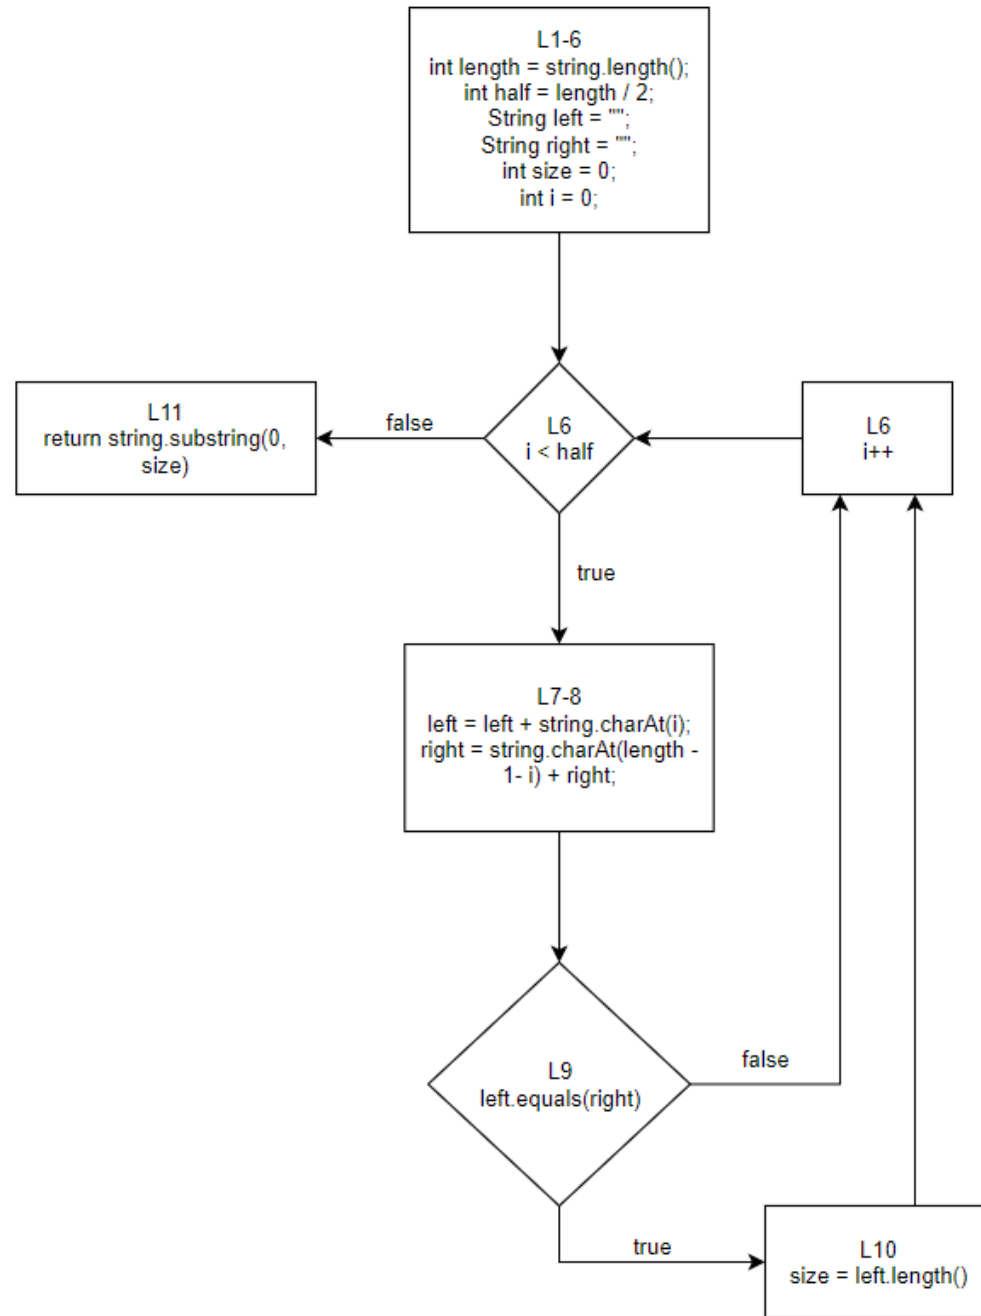 L1-6
int length = string.length();
int half = length / 2;
String left = "";
String right = "";
int size = 0;
int i = 0;
L11
return string.substring(0,
size)
false
L6
i < half
L6
i++
true
L7-8
left = left + string.charAt(i);
right = string.charAt(length -
1- i) + right;
L9
left.equals(right)
false
true
L10
size = left.length()